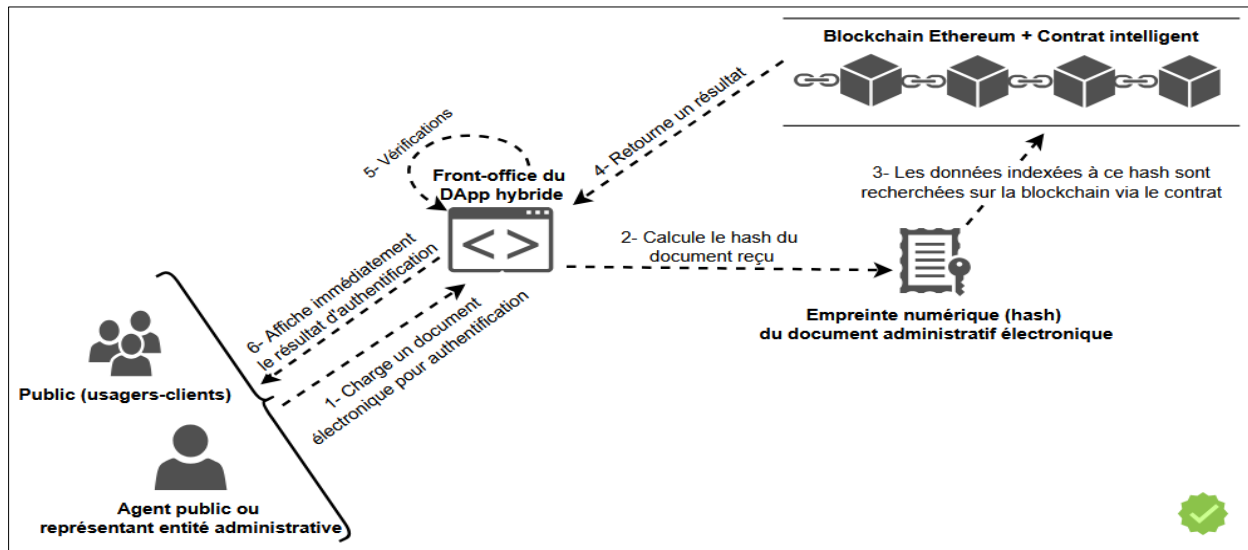 Blockchain Ethereum + Contrat intelligent
4- Retourne un résultat
5- Vérifications
Front-office du
DApp hybride
3- Les données indexées à ce hash sont
recherchées sur la blockchain via le contrat
2- Calcule le hash du
document reçu
Empreinte numérique (hash)
du document administratif électronique
6- Affiche immédiatement
le résultat d'authentification
1- Charge un document
électronique pour authentification
Public (usagers-clients)
Agent public ou
représentant entité administrative